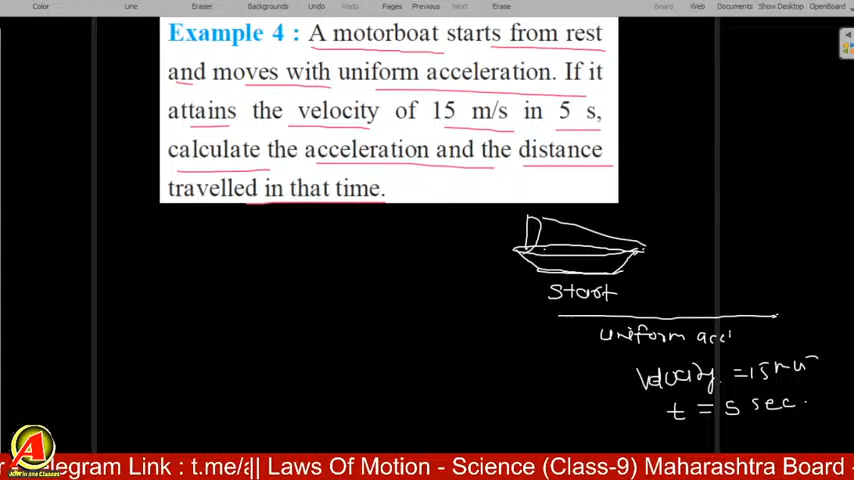 Color Line Eraser Backgrounds Undo Redo Pages Previous Next Erase Board Web Documents Show Desktop OpenBoard
Example 4 : A motorboat starts from rest
and moves with uniform acceleration. If it
attains the velocity of 15 m/s in 5 s,
calculate the acceleration and the distance
travelled in that time.
Start
uniform acc
Velocity = 15 m
t = 5 sec.
A
r Telegram Link : t.me/a|| Laws Of Motion - Science (Class-9) Maharashtra Board -